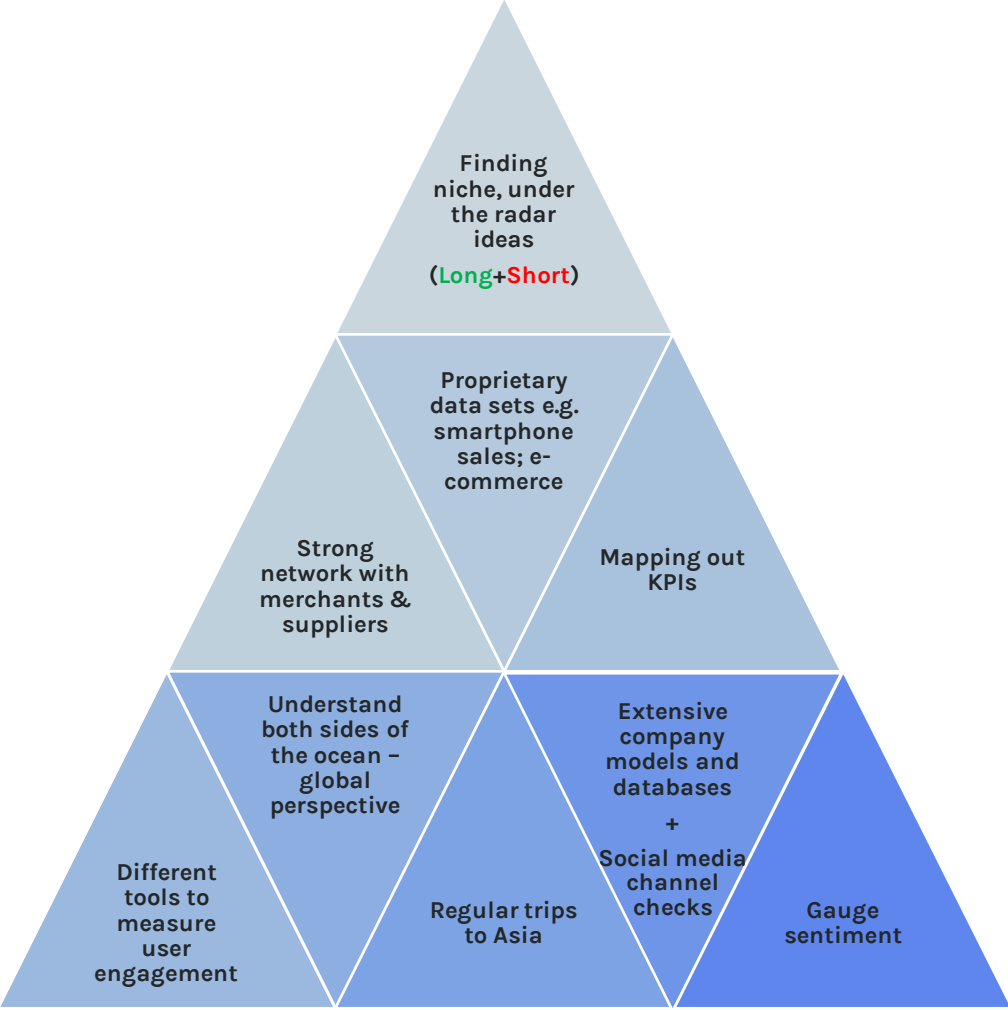 Finding
niche, under
the radar
ideas
(Long+Short)
Proprietary
data sets e.g.
smartphone
sales; e-
commerce
Strong
network with
merchants &
suppliers
Mapping out
KPIs
Understand
both sides of
the ocean –
global
perspective
Extensive
company
models and
databases
+
Social media
channel
checks
Different
tools to
measure
user
engagement
Regular trips
to Asia
Gauge
sentiment